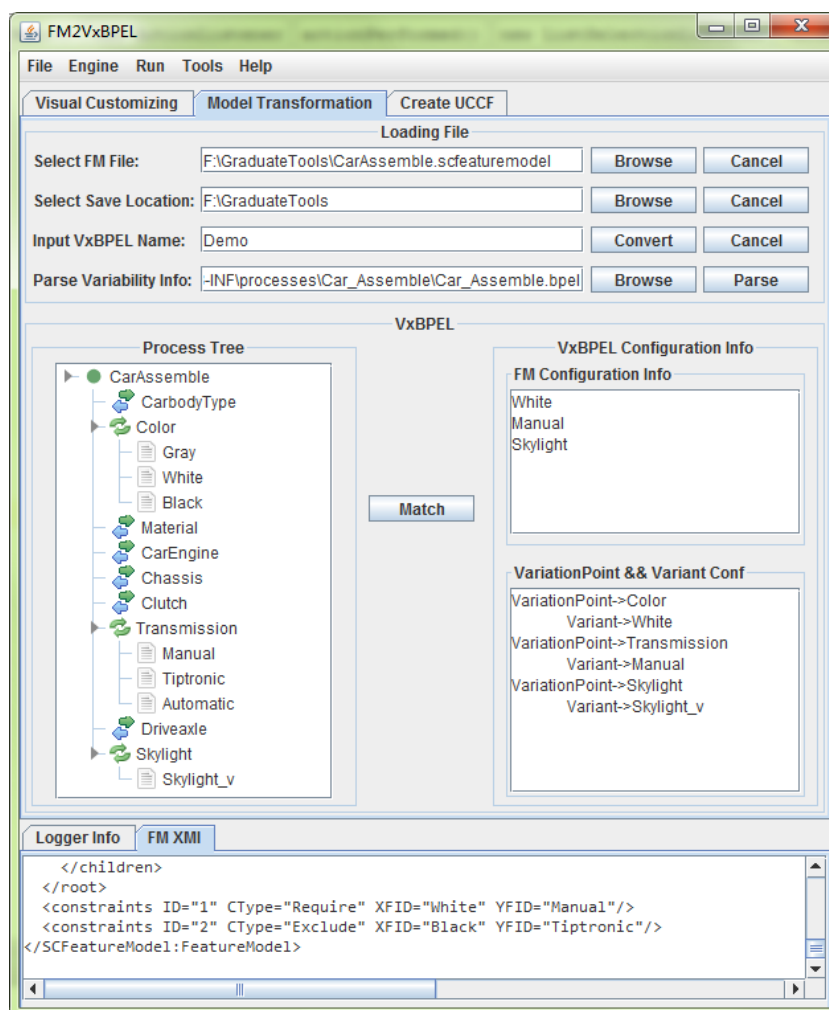 FM2VxBPEL
File Engine Run Tools Help
Visual Customizing Model Transformation Create UCCF
Loading File
Select FM File: F:\GraduateTools\CarAssemble.scfeaturemodel Browse Cancel
Select Save Location: F:\GraduateTools Browse Cancel
Input VxBPEL Name: Demo Convert Cancel
Parse Variability Info: -INF\processes\Car_Assemble\Car_Assemble.bpel Browse Parse
VxBPEL
Process Tree
CarAssemble
CarbodyType
Color
Gray
White
Black
Material
CarEngine
Chassis
Clutch
Transmission
Manual
Tiptronic
Automatic
Driveaxle
Skylight
Skylight_v
Match
VxBPEL Configuration Info
FM Configuration Info
White
Manual
Skylight
VariationPoint && Variant Conf
VariationPoint->Color
Variant->White
VariationPoint->Transmission
Variant->Manual
VariationPoint->Skylight
Variant->Skylight_v
Logger Info FM XMI
</children>
</root>
<constraints ID="1" CType="Require" XFID="White" YFID="Manual"/>
<constraints ID="2" CType="Exclude" XFID="Black" YFID="Tiptronic"/>
</SCFeatureModel:FeatureModel>